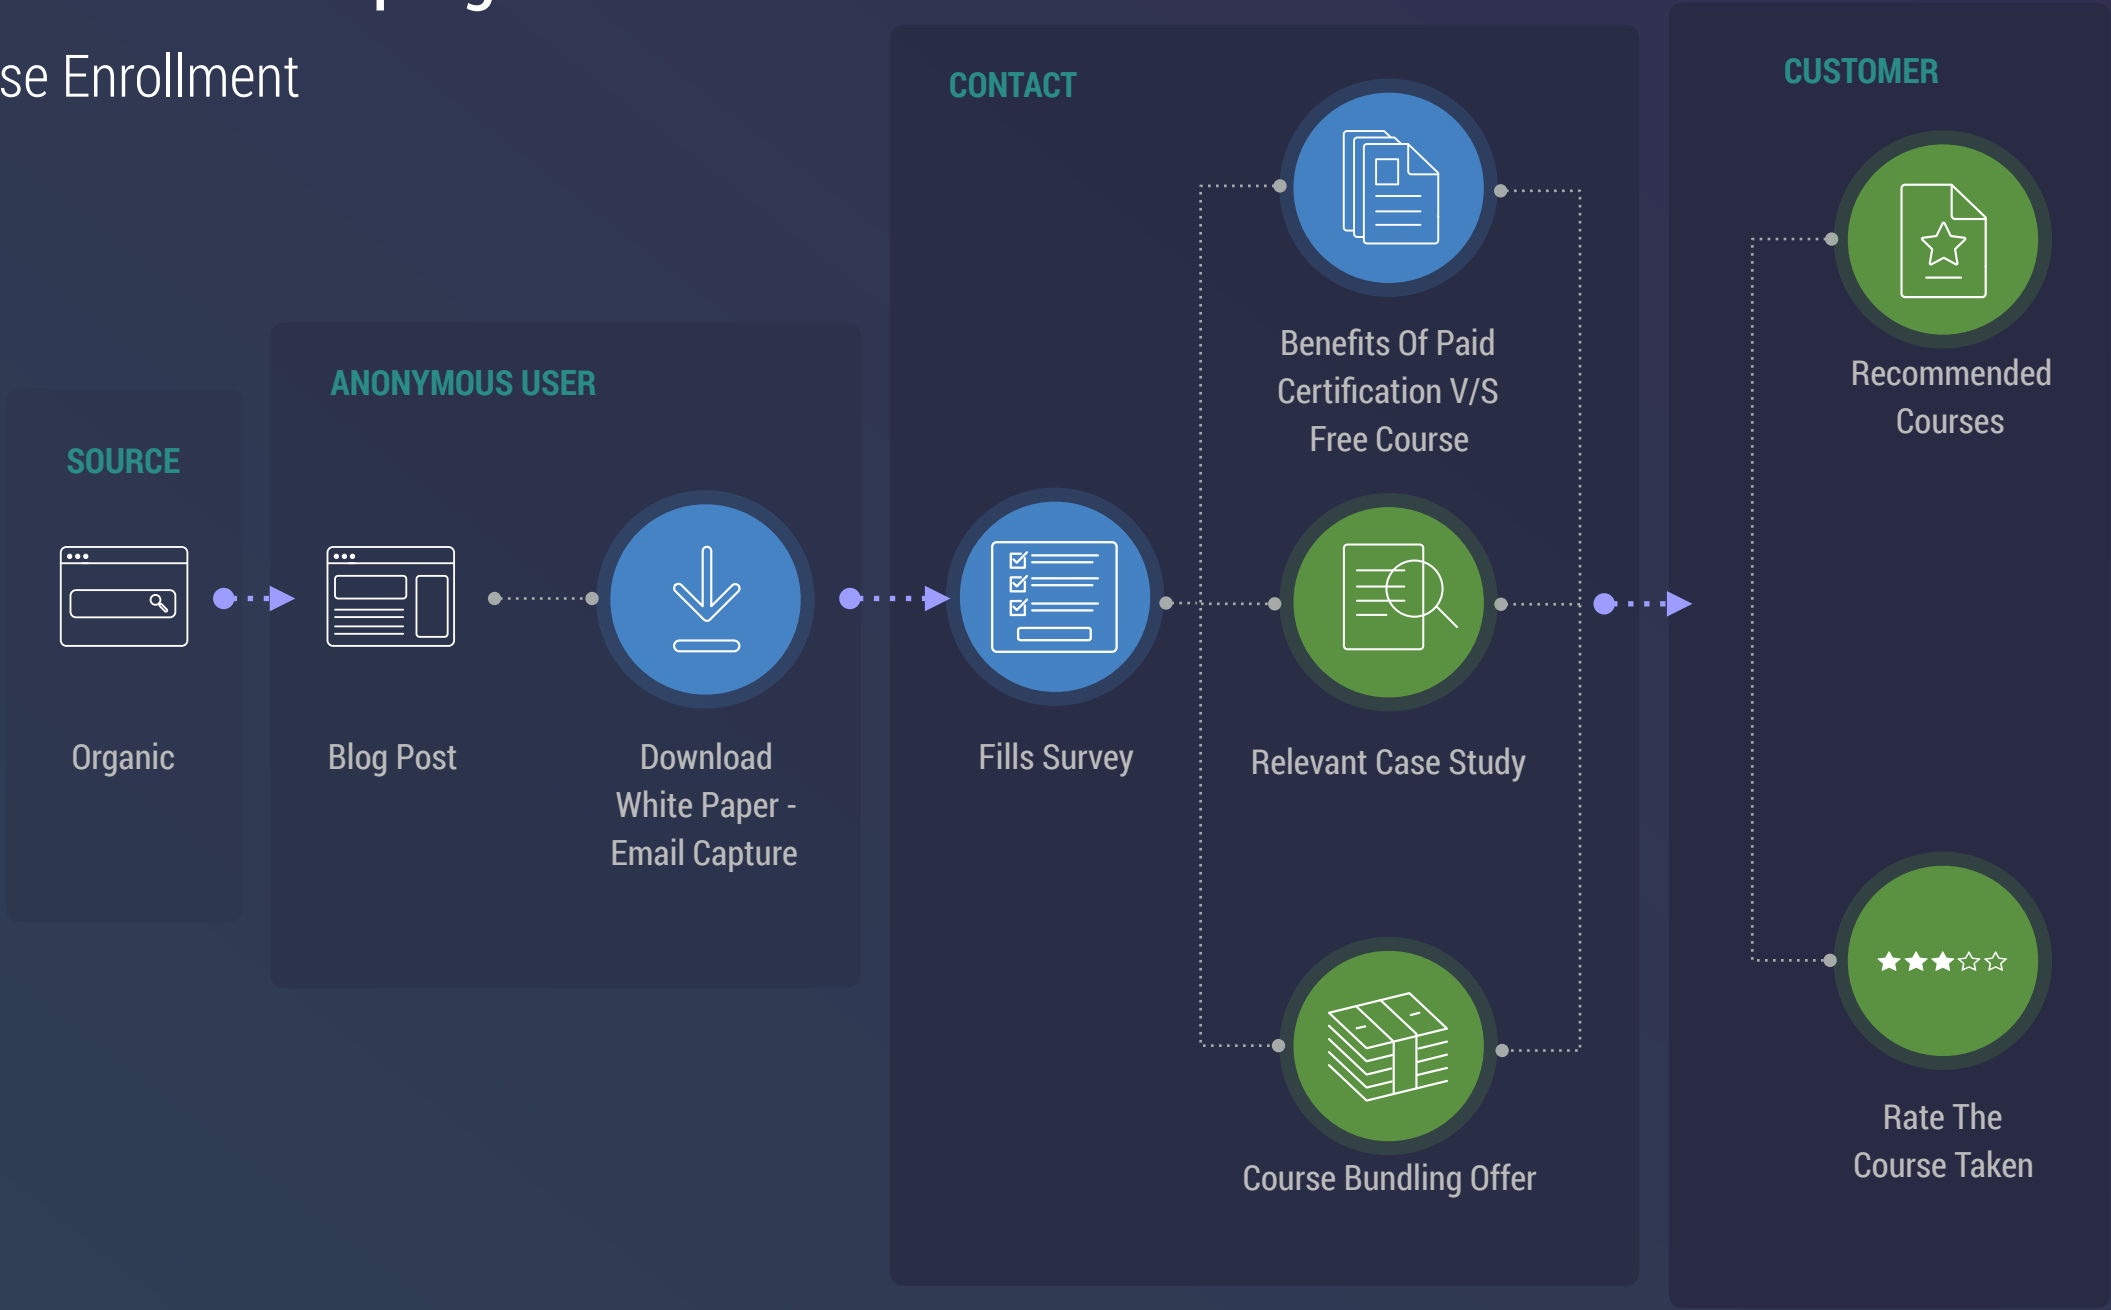 se Enrollment
SOURCE
Organic
ANONYMOUS USER
Blog Post
Download
White Paper -
Email Capture
CONTACT
Fills Survey
Benefits Of Paid
Certification V/S
Free Course
Relevant Case Study
Course Bundling Offer
CUSTOMER
Recommended
Courses
Rate The
Course Taken